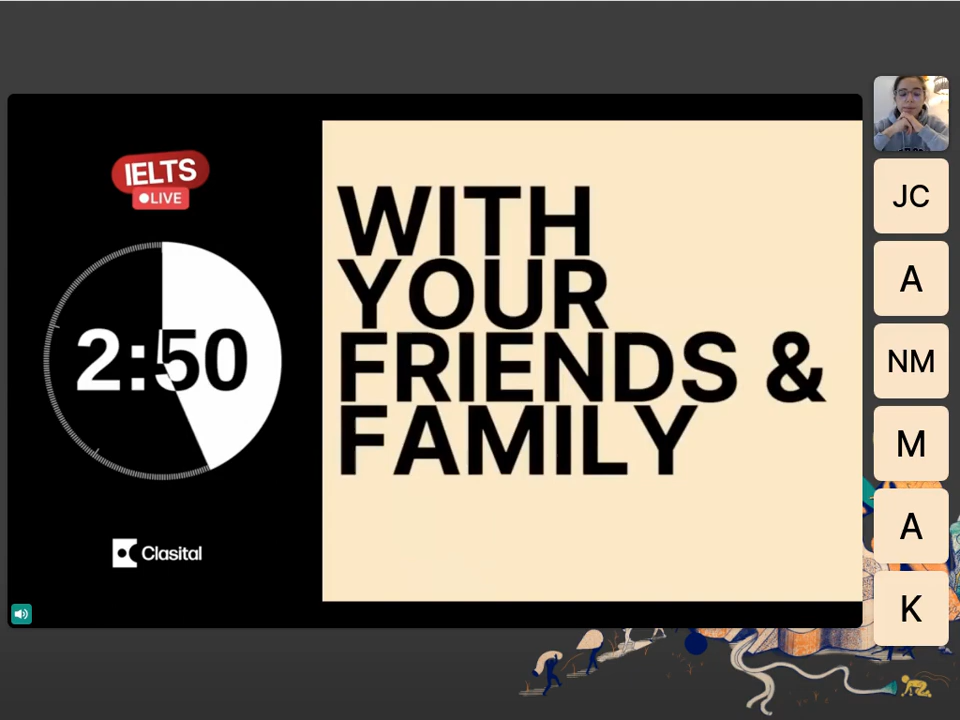 IELTS
LIVE
2:50
Clasital
WITH
YOUR
FRIENDS &
FAMILY
JC
A
NM
M
A
K